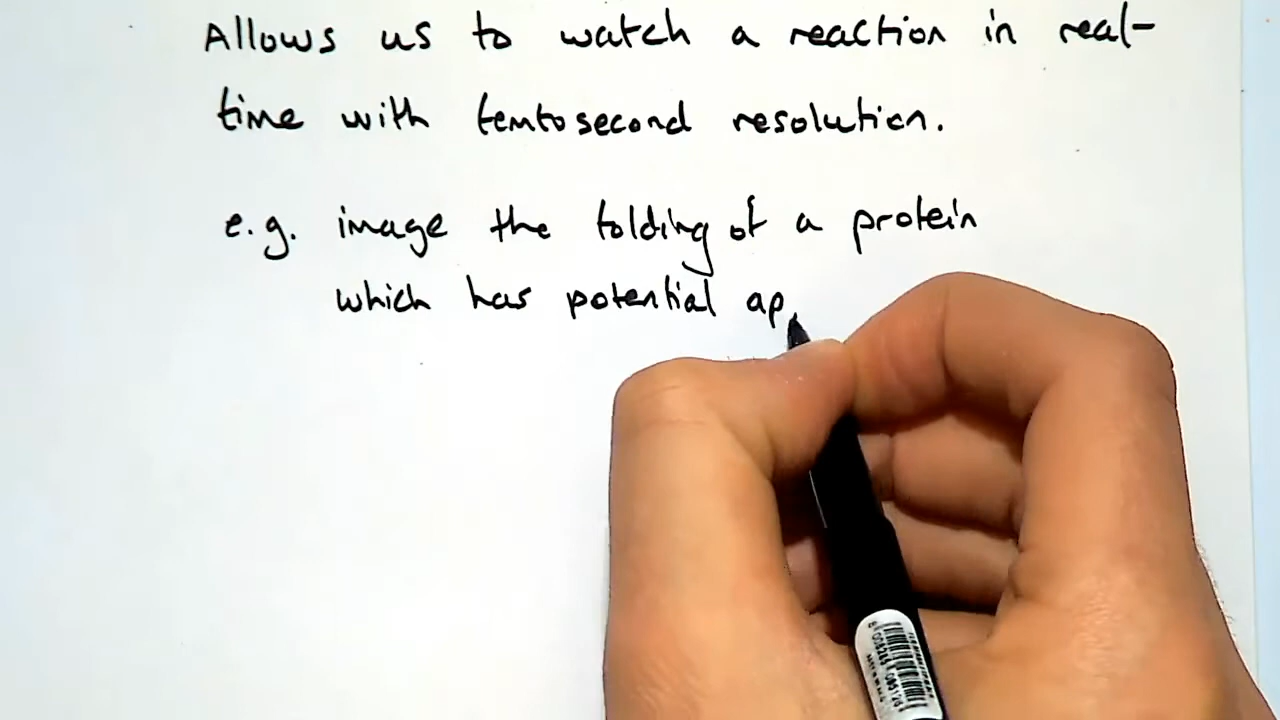 Allows us to watch a reaction in real-
time with femtosecond resolution.
e.g. image the folding of a protein
which has potential ap